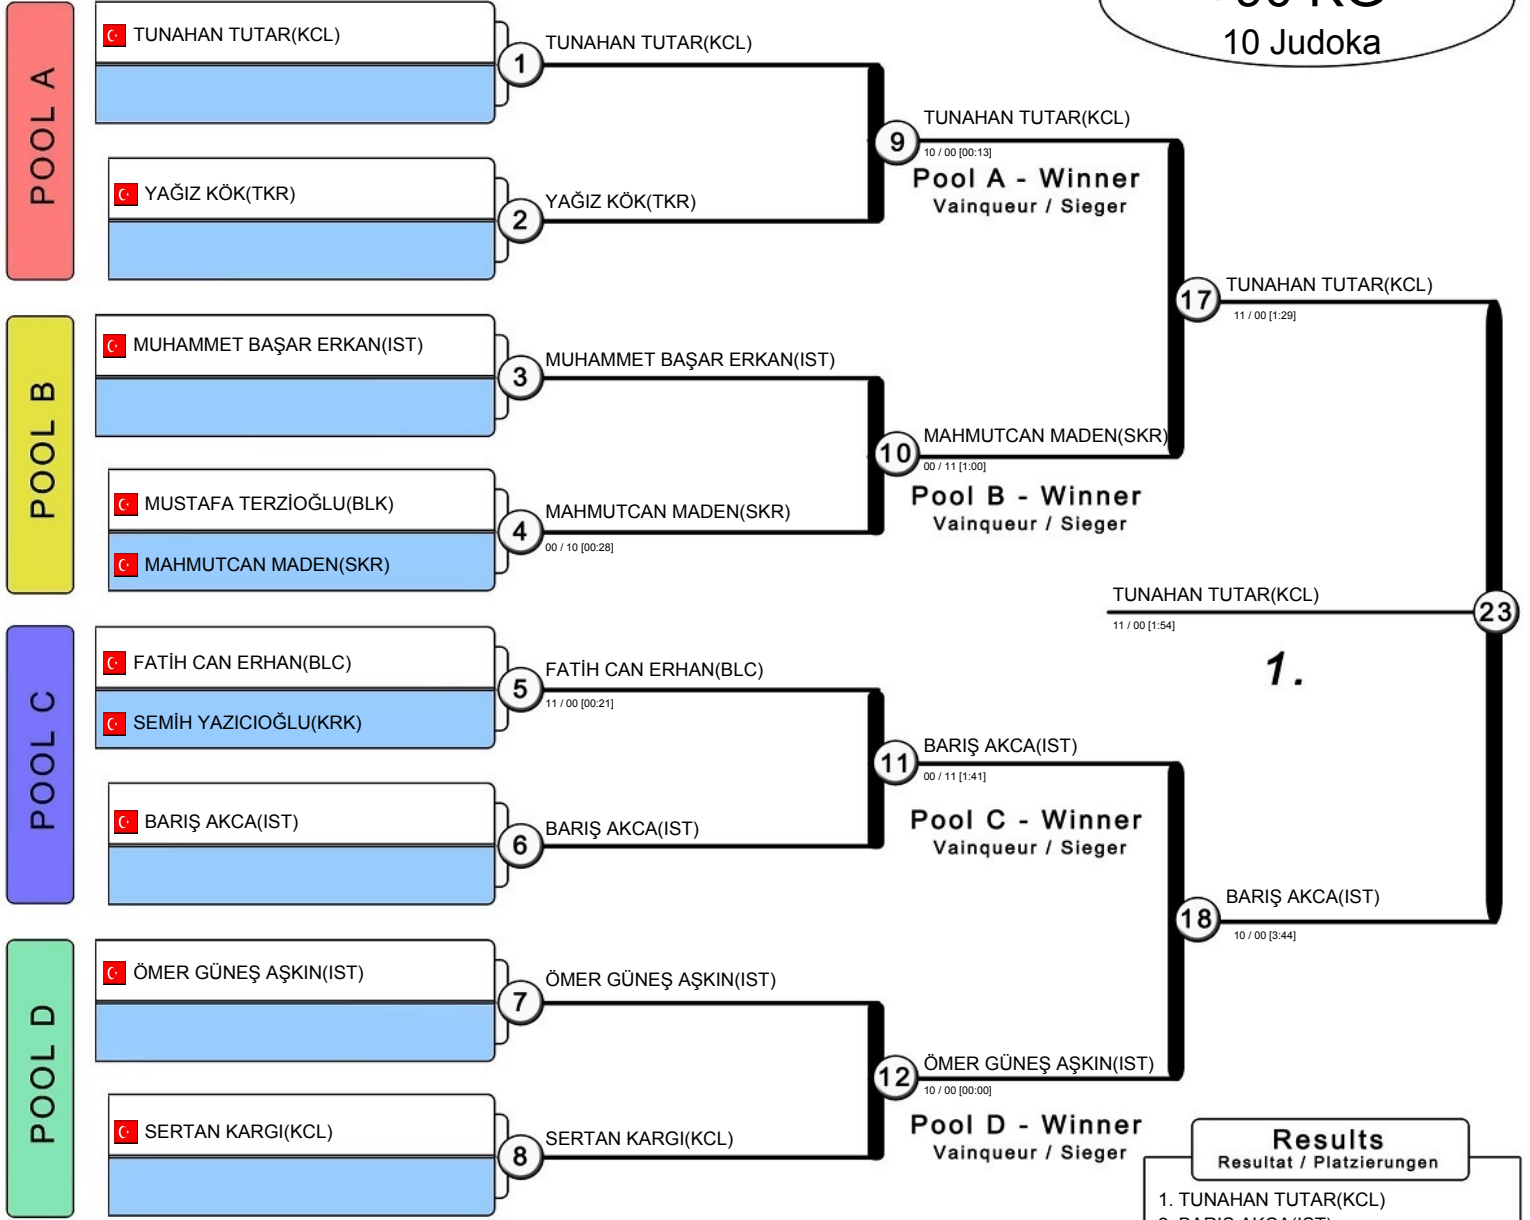 10 Judoka
POOL A
TUNAHAN TUTAR(KCL)
1
TUNAHAN TUTAR(KCL)
YAĞIZ KÖK(TKR)
2
YAĞIZ KÖK(TKR)
9
TUNAHAN TUTAR(KCL)
10 / 00 [00:13]
Pool A - Winner
Vainqueur / Sieger
POOL B
MUHAMMET BAŞAR ERKAN(IST)
3
MUHAMMET BAŞAR ERKAN(IST)
MUSTAFA TERZİOĞLU(BLK)
MAHMUTCAN MADEN(SKR)
4
MAHMUTCAN MADEN(SKR)
00 / 10 [00:28]
10
MAHMUTCAN MADEN(SKR)
00 / 11 [1:00]
Pool B - Winner
Vainqueur / Sieger
17
TUNAHAN TUTAR(KCL)
11 / 00 [1:29]
POOL C
FATİH CAN ERHAN(BLC)
SEMİH YAZICIOĞLU(KRK)
5
FATİH CAN ERHAN(BLC)
11 / 00 [00:21]
BARIŞ AKCA(IST)
6
BARIŞ AKCA(IST)
11
BARIŞ AKCA(IST)
00 / 11 [1:41]
Pool C - Winner
Vainqueur / Sieger
POOL D
ÖMER GÜNEŞ AŞKIN(IST)
7
ÖMER GÜNEŞ AŞKIN(IST)
SERTAN KARGI(KCL)
8
SERTAN KARGI(KCL)
12
ÖMER GÜNEŞ AŞKIN(IST)
10 / 00 [00:00]
Pool D - Winner
Vainqueur / Sieger
18
BARIŞ AKCA(IST)
10 / 00 [3:44]
23
TUNAHAN TUTAR(KCL)
11 / 00 [1:54]
1.
Results
Resultat / Platzierungen
1. TUNAHAN TUTAR(KCL)